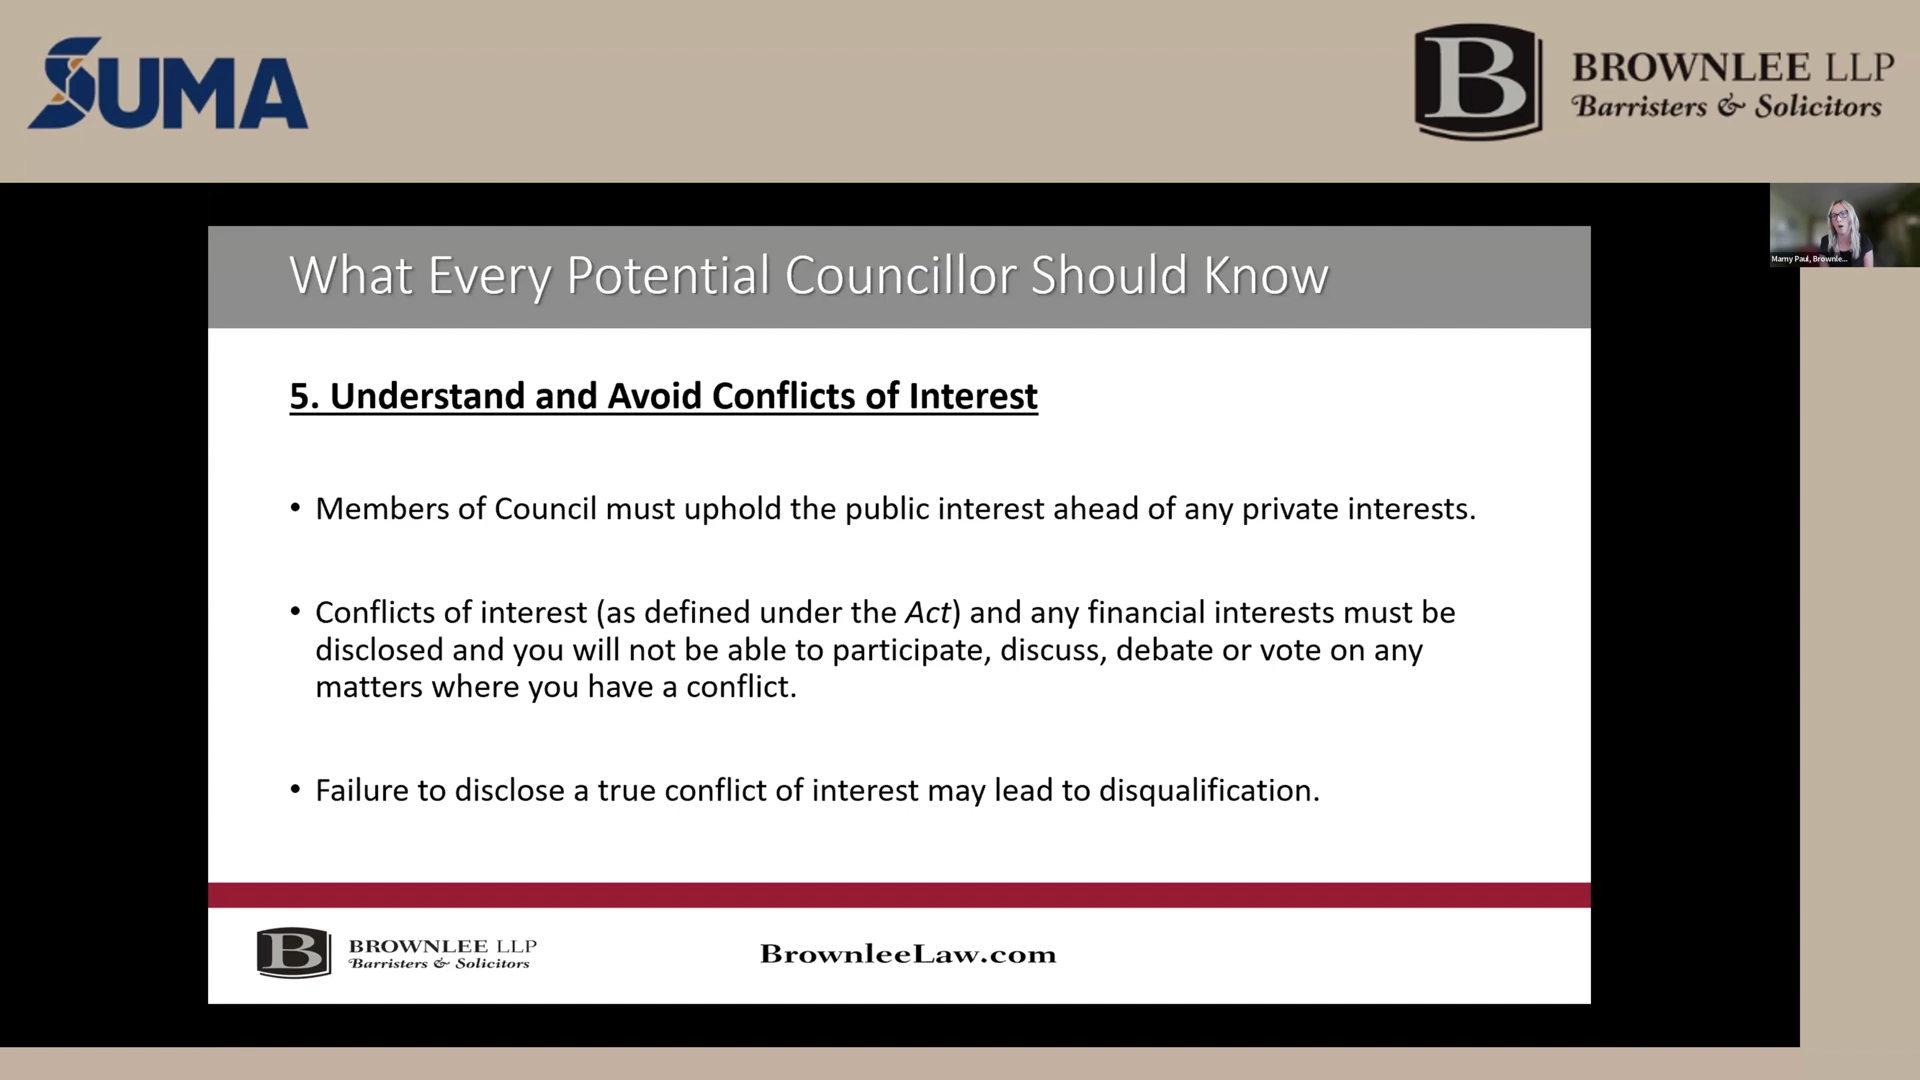 SUMA
B
BROWNLEE LLP
Barristers & Solicitors
Marny Paul, Brownle...
What Every Potential Councillor Should Know
5. Understand and Avoid Conflicts of Interest
• Members of Council must uphold the public interest ahead of any private interests.
• Conflicts of interest (as defined under the Act) and any financial interests must be
disclosed and you will not be able to participate, discuss, debate or vote on any
matters where you have a conflict.
• Failure to disclose a true conflict of interest may lead to disqualification.
B
BROWNLEE LLP
Barristers & Solicitors
BrownleeLaw.com